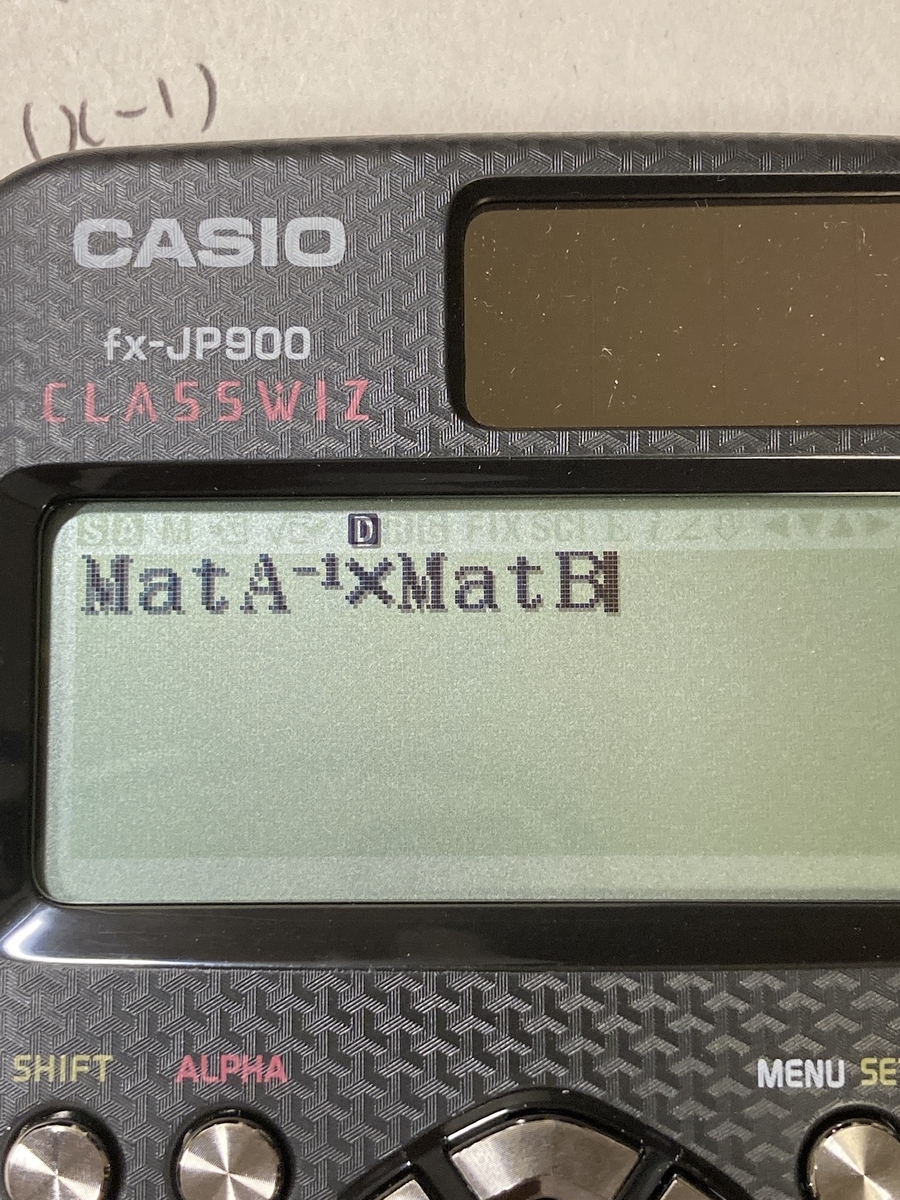 (x-1)
CASIO
fx-JP900
CLASSWIZ
D
MatA⁻¹×MatB
SHIFT ALPHA MENU